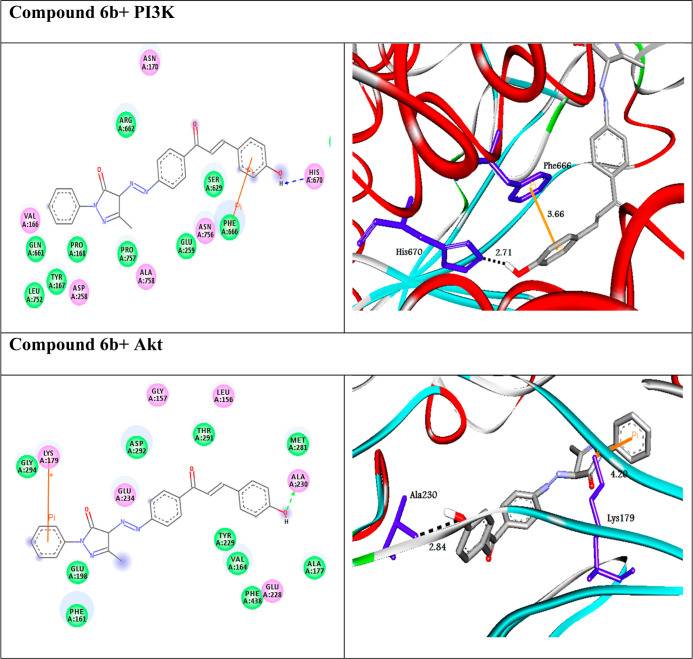 Compound 6b+ PI3K
ASN
A:170
ARG
A:662
O
SER
A:629
H
HIS
A:670
Pi
ASN
A:756
PHE
A:666
GLU
A:259
VAL
A:166
GLN
A:661
PRO
A:168
PRO
A:757
ALA
A:758
TYR
A:167
ASP
A:258
LEU
A:752
Phe666
3.66
His670
2.71
Compound 6b+ Akt
GLY
A:157
LEU
A:156
THR
A:291
ASP
A:292
MET
A:281
GLY
A:294
LYS
A:179
GLU
A:234
ALA
A:230
Pi
TYR
A:229
VAL
A:164
ALA
A:177
GLU
A:198
PHE
A:438
GLU
A:228
PHE
A:161
Pi
4.20
Ala230
2.84
Lys179